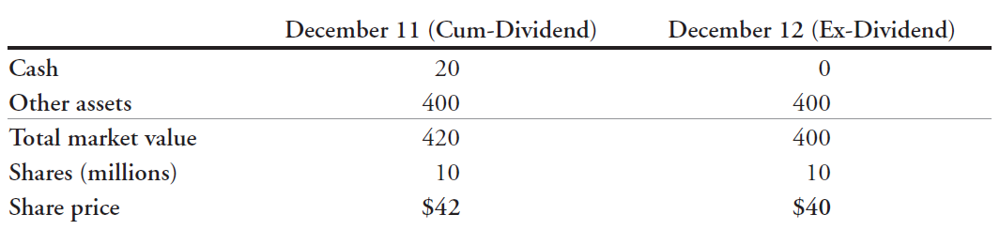 December 11 (Cum-Dividend) December 12 (Ex-Dividend)
Cash 20 0
Other assets 400 400
Total market value 420 400
Shares (millions) 10 10
Share price $42 $40